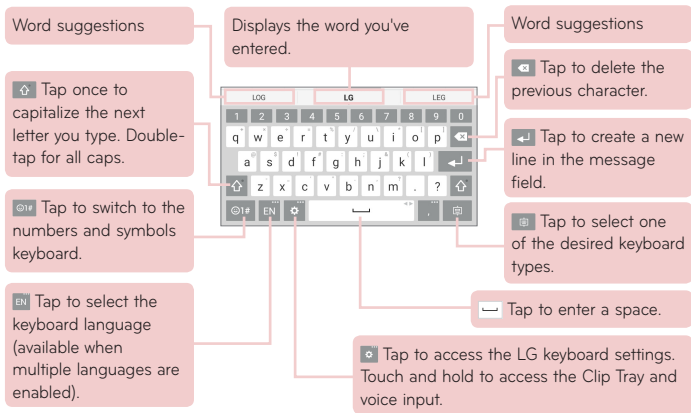 Word suggestions
Displays the word you've
entered.
Word suggestions
Tap once to
capitalize the next
letter you type. Double-
tap for all caps.
Tap to switch to the
numbers and symbols
keyboard.
EN Tap to select the
keyboard language
(available when
multiple languages are
enabled).
LOG LG LEG
1 2 3 4 5 6 7 8 9 0
q w e r t y u i o p
a s d f g h j k l
z x c v b n m . ?
☺1# EN ,
Tap to delete the
previous character.
Tap to create a new
line in the message
field.
Tap to select one
of the desired keyboard
types.
Tap to enter a space.
Tap to access the LG keyboard settings.
Touch and hold to access the Clip Tray and
voice input.